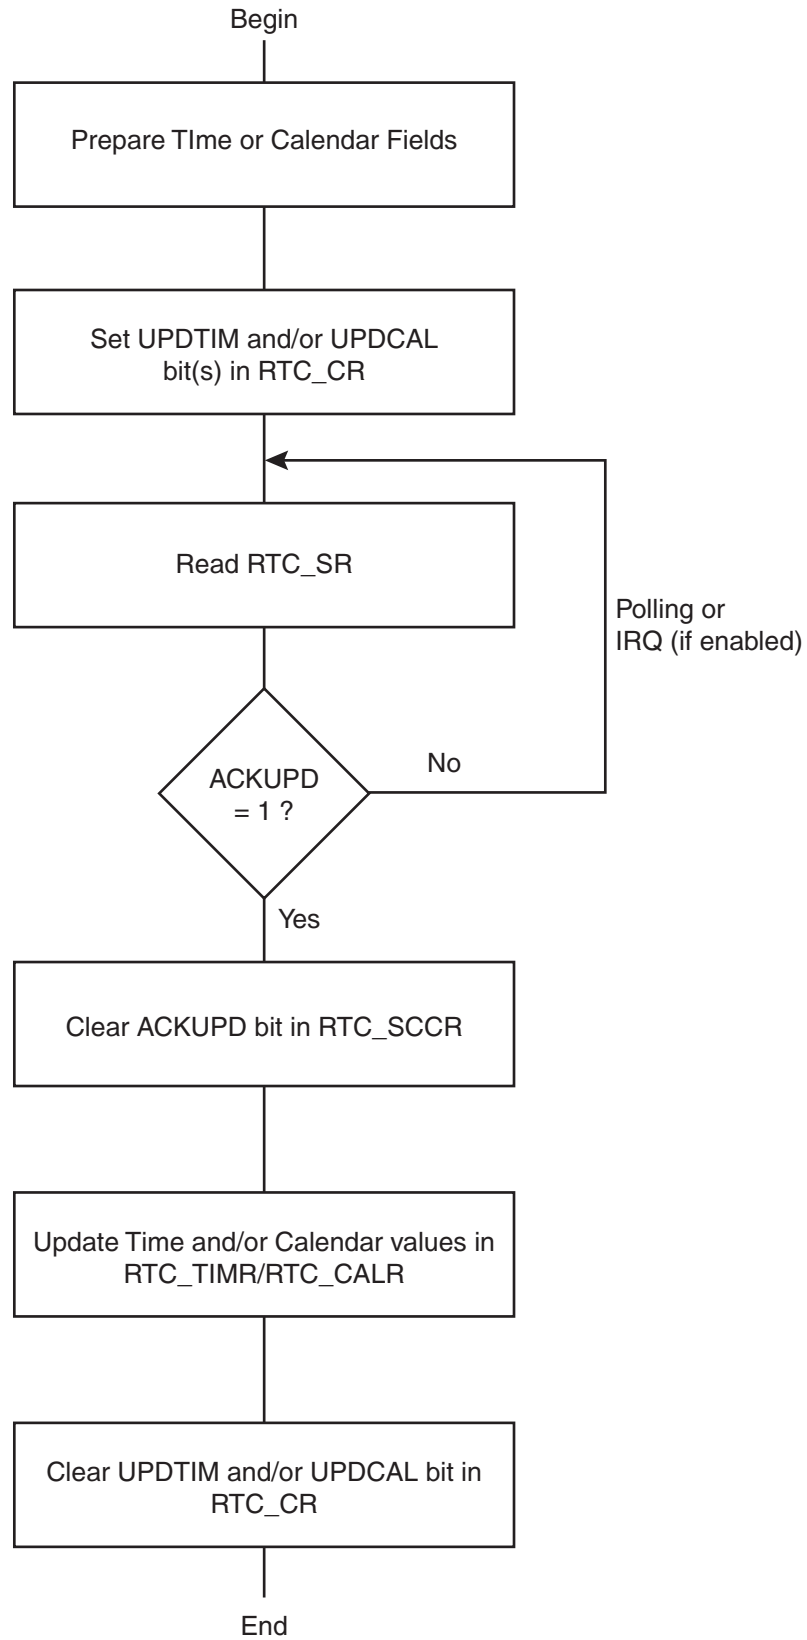 Begin
Prepare TIme or Calendar Fields
Set UPDTIM and/or UPDCAL
bit(s) in RTC_CR
Read RTC_SR
Polling or
IRQ (if enabled)
ACKUPD
= 1 ?
No
Yes
Clear ACKUPD bit in RTC_SCCR
Update Time and/or Calendar values in
RTC_TIMR/RTC_CALR
Clear UPDTIM and/or UPDCAL bit in
RTC_CR
End